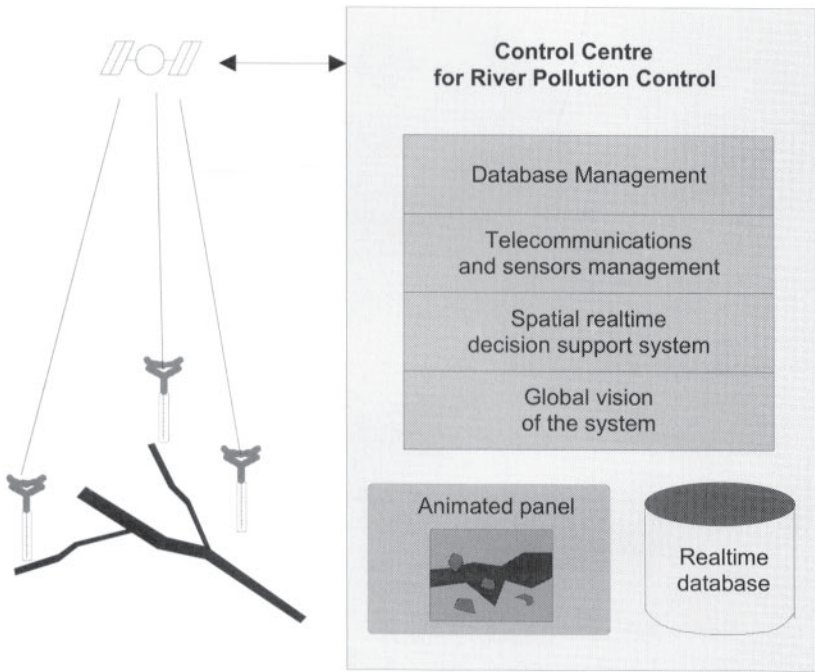 Control Centre
for River Pollution Control
Database Management
Telecommunications
and sensors management
Spatial realtime
decision support system
Global vision
of the system
Animated panel
Realtime
database